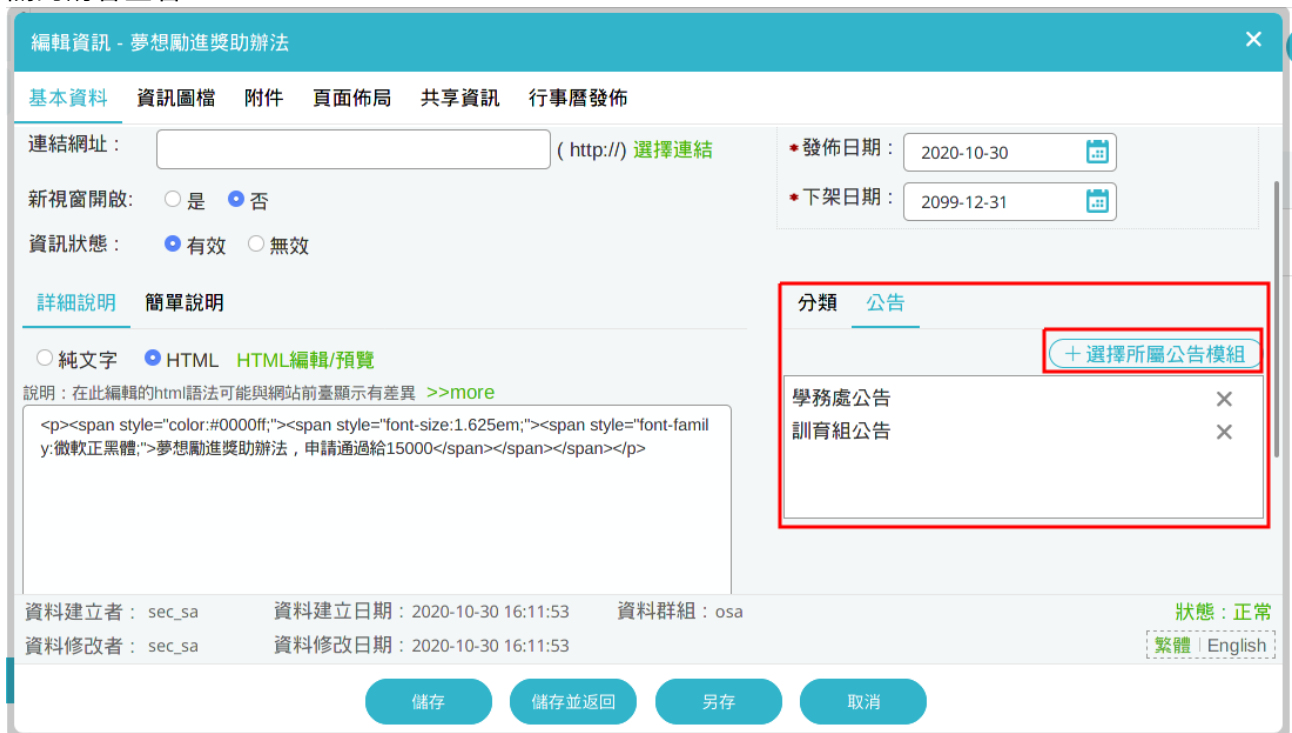 編輯資訊 - 夢想勵進獎助辦法
基本資料 資訊圖檔 附件 頁面佈局 共享資訊 行事曆發佈
連結網址： ( http://) 選擇連結
新視窗開啟: 是 否
資訊狀態： 有效 無效
*發佈日期： 2020-10-30
*下架日期： 2099-12-31
詳細說明 簡單說明
純文字 HTML HTML編輯/預覽
說明：在此編輯的html語法可能與網站前臺顯示有差異 >>more
<p><span style="color:#0000ff;"><span style="font-size:1.625em;"><span style="font-famil
y:微軟正黑體;">夢想勵進獎助辦法，申請通過給15000</span></span></span></p>
分類 公告
＋選擇所屬公告模組
學務處公告
訓育組公告
資料建立者： sec_sa 資料建立日期：2020-10-30 16:11:53 資料群組：osa
狀態：正常
資料修改者： sec_sa 資料修改日期：2020-10-30 16:11:53
繁體 | English
儲存 儲存並返回 另存 取消